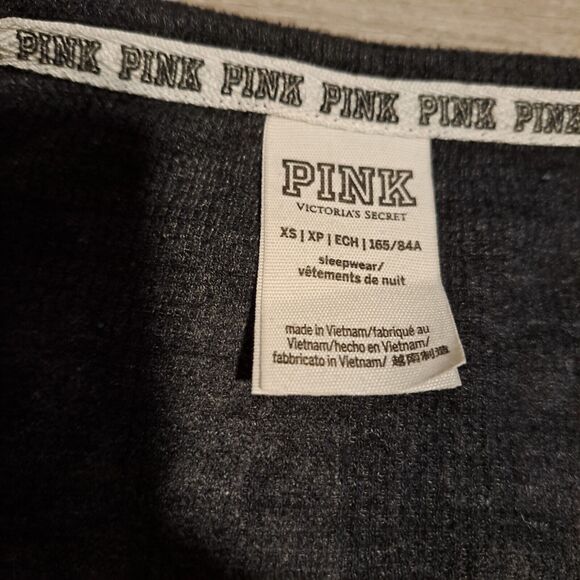 PINK PINK PINK PINK PINK PINK
PINK
VICTORIA'S SECRET
XS | XP | ECH | 165/84A
sleepwear/
vêtements de nuit
made in Vietnam/fabriqué au
Vietnam/hecho en Vietnam/
fabbricato in Vietnam/ 越南制造